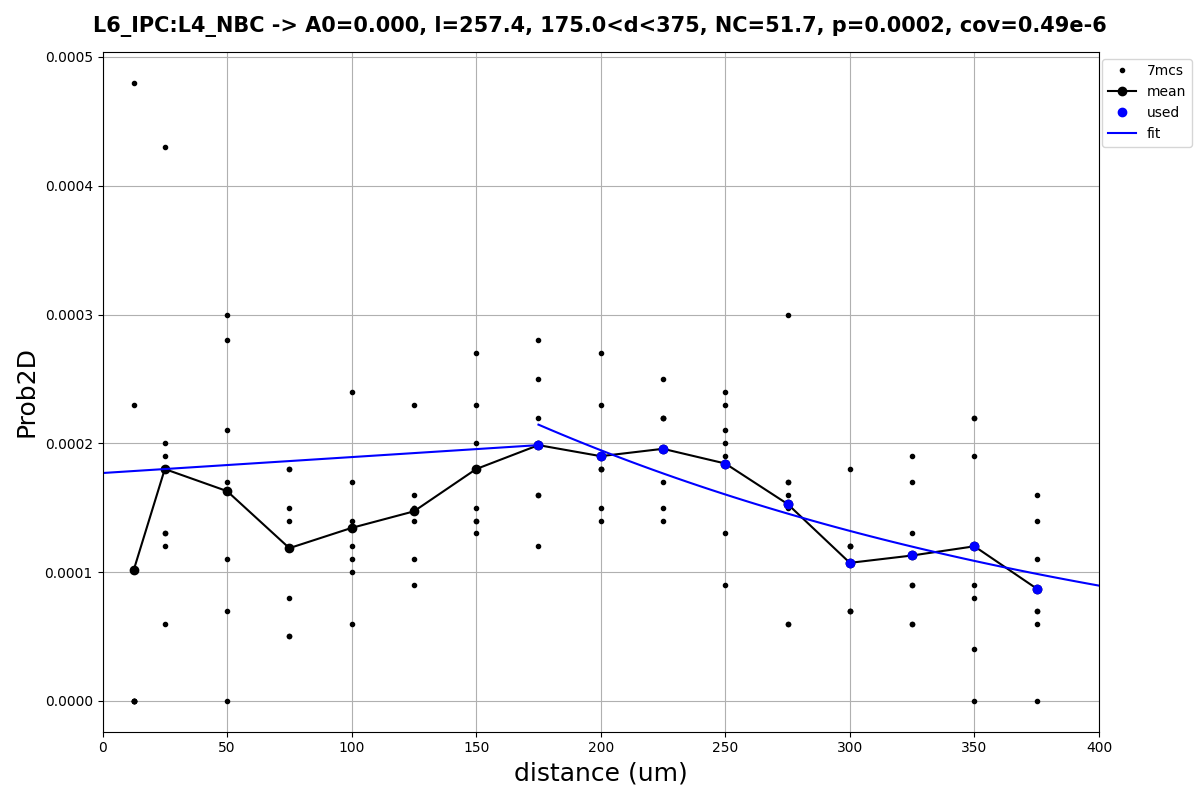 L6_IPC:L4_NBC -> A0=0.000, l=257.4, 175.0<d<375, NC=51.7, p=0.0002, cov=0.49e-6
0.0005
0.0004
0.0003
0.0002
0.0001
0.0000
Prob2D
0 50 100 150 200 250 300 350 400
distance (um)
7mcs
mean
used
fit